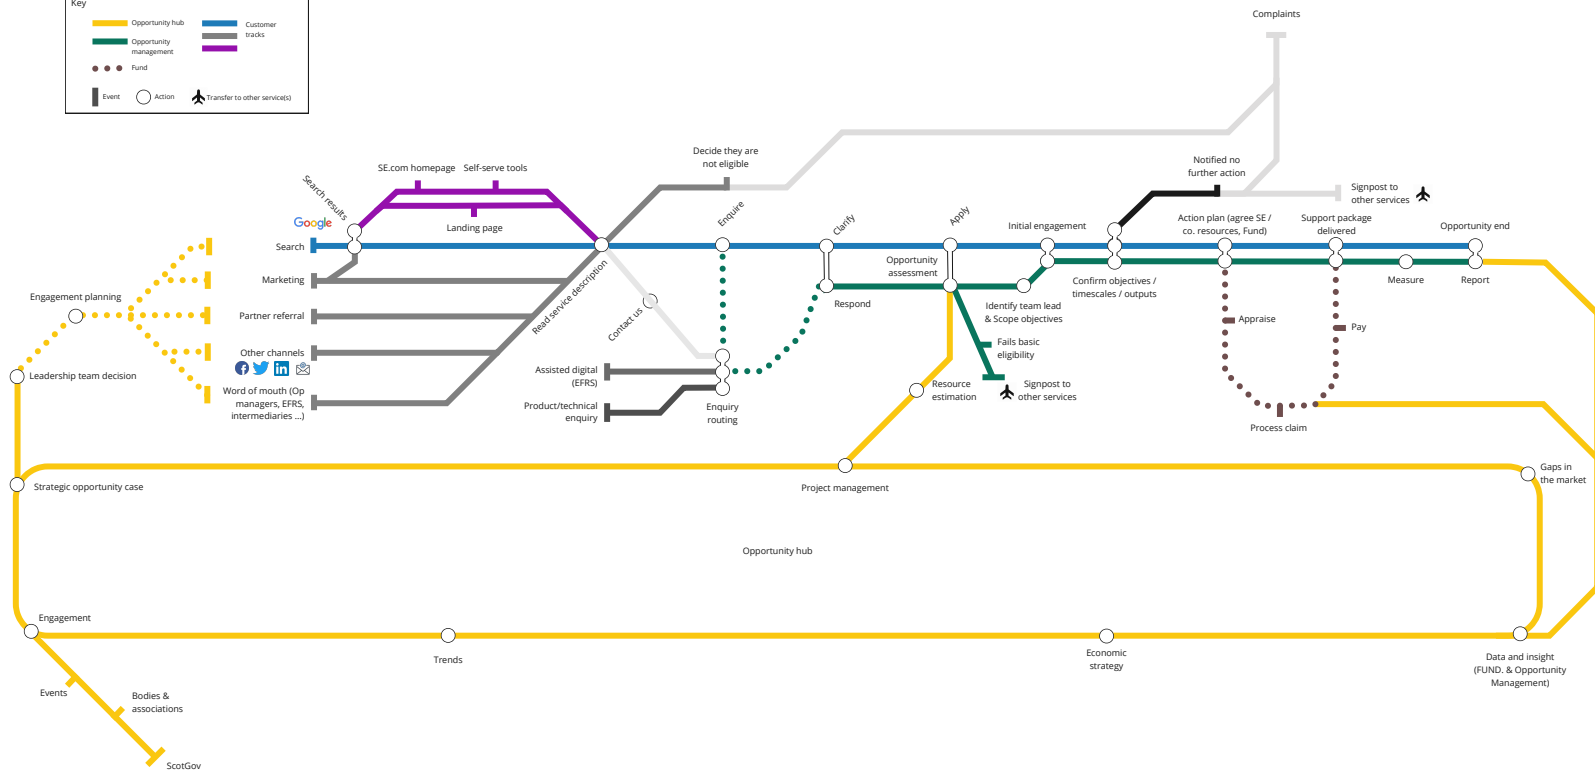 Key
Opportunity hub
Customer
tracks
Opportunity
management
Fund
Event
Action
Transfer to other service(s)
Complaints
Decide they are
not eligible
Notified no
further action
SE.com homepage
Self-serve tools
Search results
Google
Landing page
Enquire
Clarify
Apply
Signpost to
other services
Initial engagement
Action plan (agree SE /
co. resources, Fund)
Support package
delivered
Opportunity end
Search
Opportunity
assessment
Marketing
Read service description
Confirm objectives /
timescales / outputs
Measure
Report
Engagement planning
Partner referral
Contact us
Respond
Identify team lead
& Scope objectives
Appraise
Pay
Other channels
Fails basic
eligibility
Leadership team decision
Assisted digital
(EFRS)
Word of mouth (Op
managers, EFRS,
intermediaries ...)
Resource
estimation
Signpost to
other services
Product/technical
enquiry
Enquiry
routing
Process claim
Strategic opportunity case
Project management
Gaps in
the market
Opportunity hub
Engagement
Trends
Economic
strategy
Data and insight
(FUND. & Opportunity
Management)
Events
Bodies &
associations
ScotGov